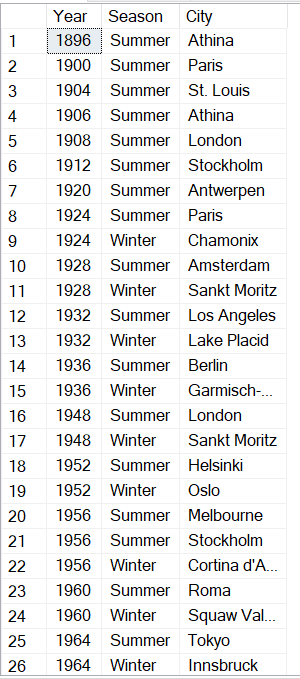 Year Season City
1 1896 Summer Athina
2 1900 Summer Paris
3 1904 Summer St. Louis
4 1906 Summer Athina
5 1908 Summer London
6 1912 Summer Stockholm
7 1920 Summer Antwerpen
8 1924 Summer Paris
9 1924 Winter Chamonix
10 1928 Summer Amsterdam
11 1928 Winter Sankt Moritz
12 1932 Summer Los Angeles
13 1932 Winter Lake Placid
14 1936 Summer Berlin
15 1936 Winter Garmisch-...
16 1948 Summer London
17 1948 Winter Sankt Moritz
18 1952 Summer Helsinki
19 1952 Winter Oslo
20 1956 Summer Melbourne
21 1956 Summer Stockholm
22 1956 Winter Cortina d'A...
23 1960 Summer Roma
24 1960 Winter Squaw Val...
25 1964 Summer Tokyo
26 1964 Winter Innsbruck